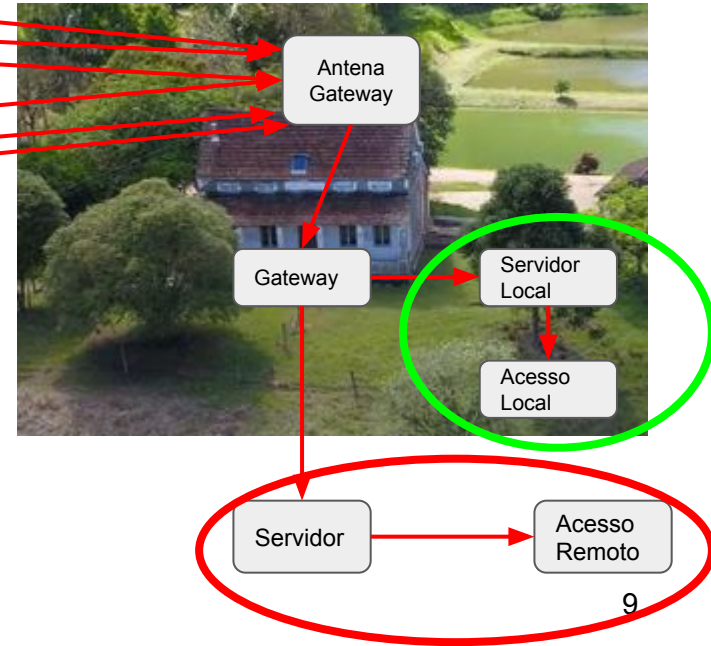 Antena
Gateway
Gateway
Servidor
Local
Acesso
Local
Servidor
Acesso
Remoto
9